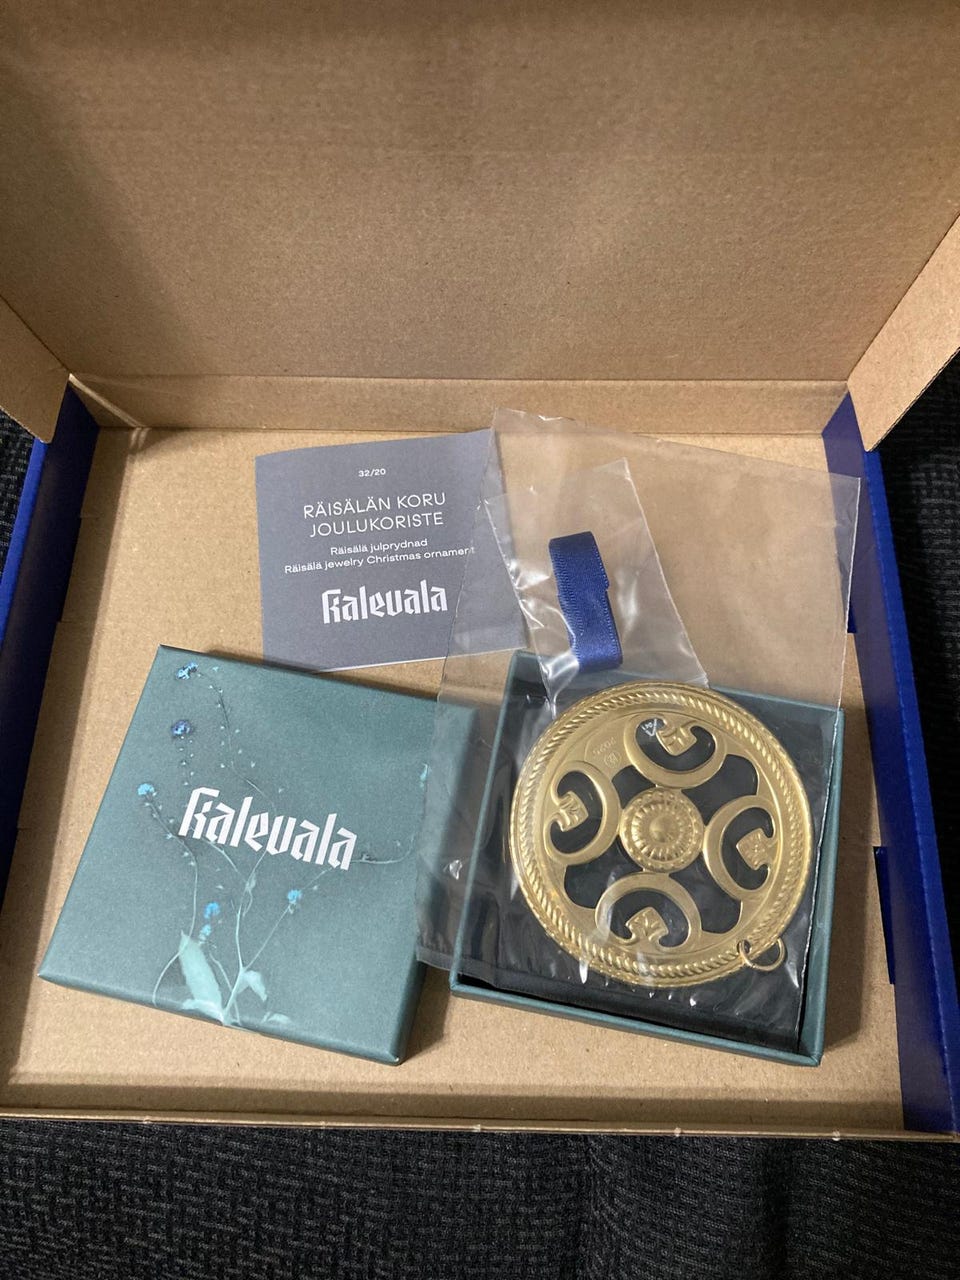 32/20
RÄISÄLÄN KORU
JOULUKORISTE
Räisälä julprydnad
Räisälä jewelry Christmas ornament
Kalevala
Kalevala